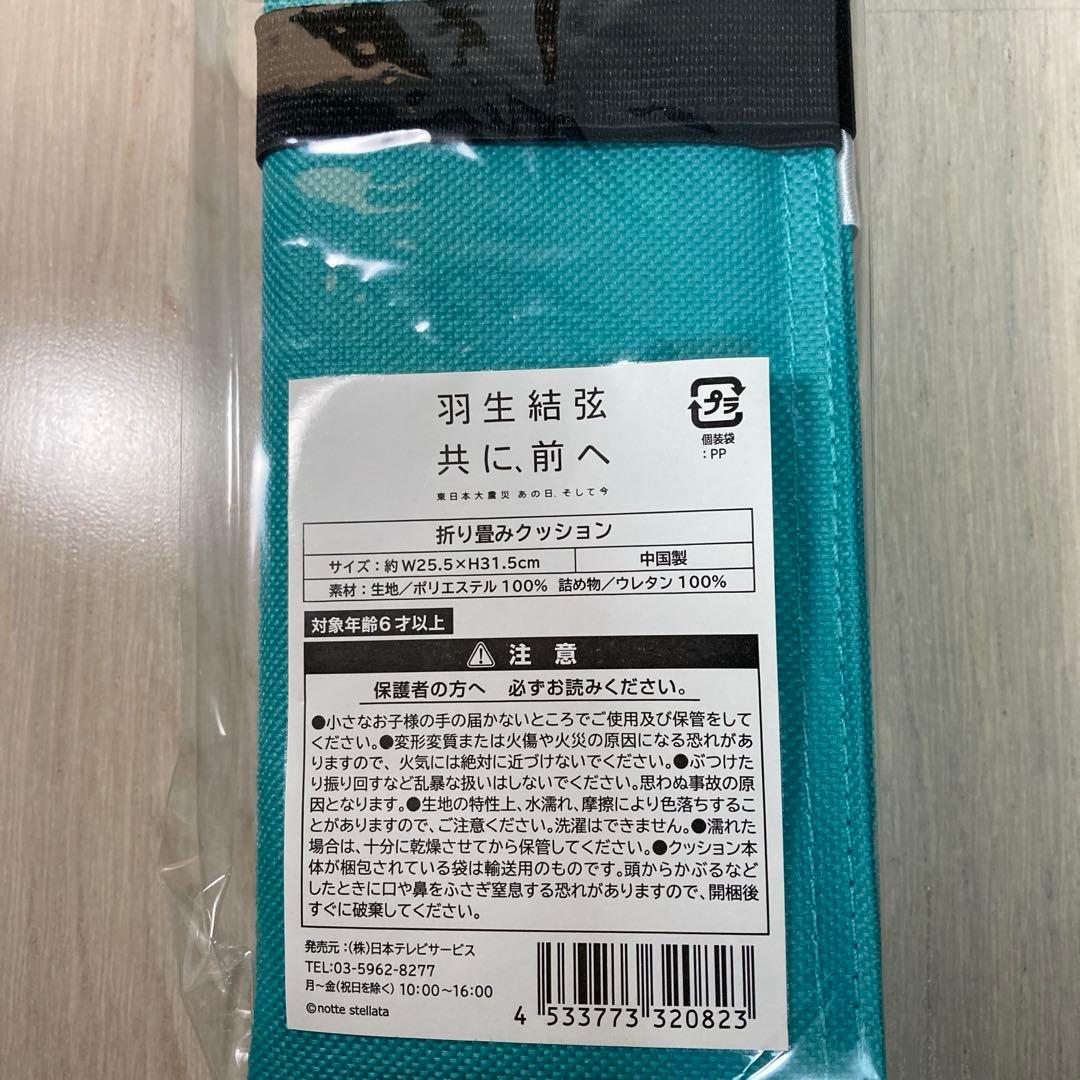 羽生結弦
共に、前へ
東日本大震災 あの日、そして今
プラ
個装袋
：PP
折り畳みクッション
サイズ：約W25.5×H31.5cm 中国製
素材：生地／ポリエステル100% 詰め物／ウレタン100%
対象年齢6才以上
注意
保護者の方へ 必ずお読みください。
●小さなお子様の手の届かないところでご使用及び保管をして
ください。●変形変質または火傷や火災の原因になる恐れがあ
りますので、火気には絶対に近づけないでください。●ぶつけた
り振り回すなど乱暴な扱いはしないでください。思わぬ事故の原
因となります。●生地の特性上、水濡れ、摩擦により色落ちするこ
とがありますので、ご注意ください。洗濯はできません。●濡れた
場合は、十分に乾燥させてから保管してください。●クッション本
体が梱包されている袋は輸送用のものです。頭からかぶるなど
したときに口や鼻をふさぎ窒息する恐れがありますので、開梱後
すぐに破棄してください。
発売元：(株)日本テレビサービス
TEL:03-5962-8277
月〜金(祝日を除く) 10:00〜16:00
©notte stellata
4 533773 320823